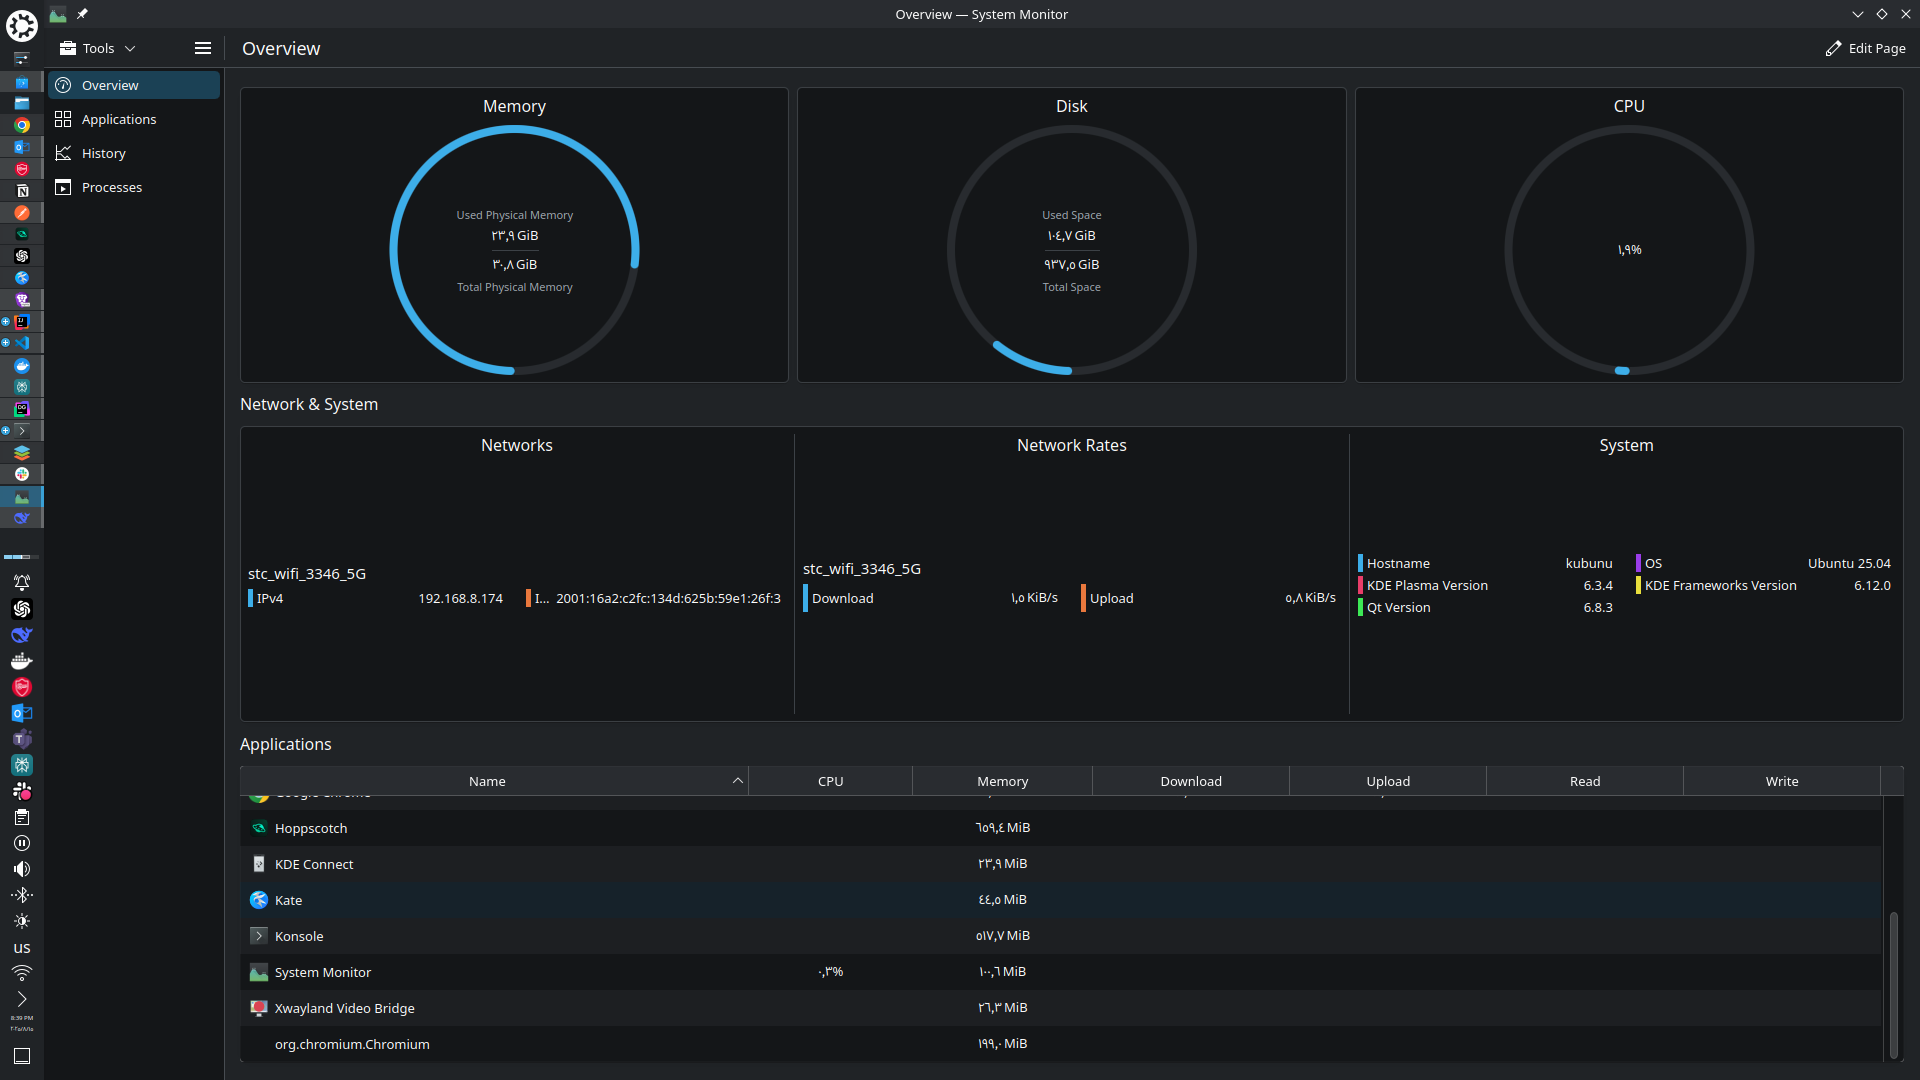 Overview — System Monitor
Tools
Overview
Edit Page
Overview
Applications
History
Processes
Memory
Used Physical Memory
٢٣,٩ GiB
٣٠,٨ GiB
Total Physical Memory
Disk
Used Space
١٠٤,٧ GiB
٩٣٧,٥ GiB
Total Space
CPU
١,٩%
Network & System
Networks
stc_wifi_3346_5G
IPv4 192.168.8.174 I... 2001:16a2:c2fc:134d:625b:59e1:26f:3
Network Rates
stc_wifi_3346_5G
Download ١,٥ KiB/s Upload ٥,٨ KiB/s
System
Hostname kubunu OS Ubuntu 25.04
KDE Plasma Version 6.3.4 KDE Frameworks Version 6.12.0
Qt Version 6.8.3
Applications
Name CPU Memory Download Upload Read Write
Hoppscotch ٦٥٩,٤ MiB
KDE Connect ٢٣,٩ MiB
Kate ٤٤,٥ MiB
Konsole ٥١٧,٧ MiB
System Monitor ٠,٣% ١٠٠,٦ MiB
Xwayland Video Bridge ٢٦,٣ MiB
org.chromium.Chromium ١٩٩,٠ MiB
US
8:39 PM